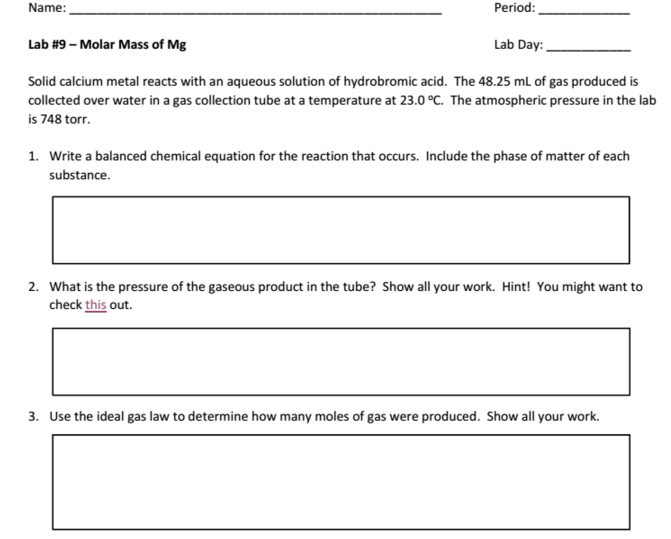 Name: ______________________________ Period: ______________
Lab #9 – Molar Mass of Mg Lab Day: _____________
Solid calcium metal reacts with an aqueous solution of hydrobromic acid. The 48.25 mL of gas produced is
collected over water in a gas collection tube at a temperature at 23.0 ºC. The atmospheric pressure in the lab
is 748 torr.
1. Write a balanced chemical equation for the reaction that occurs. Include the phase of matter of each
substance.
2. What is the pressure of the gaseous product in the tube? Show all your work. Hint! You might want to
check this out.
3. Use the ideal gas law to determine how many moles of gas were produced. Show all your work.